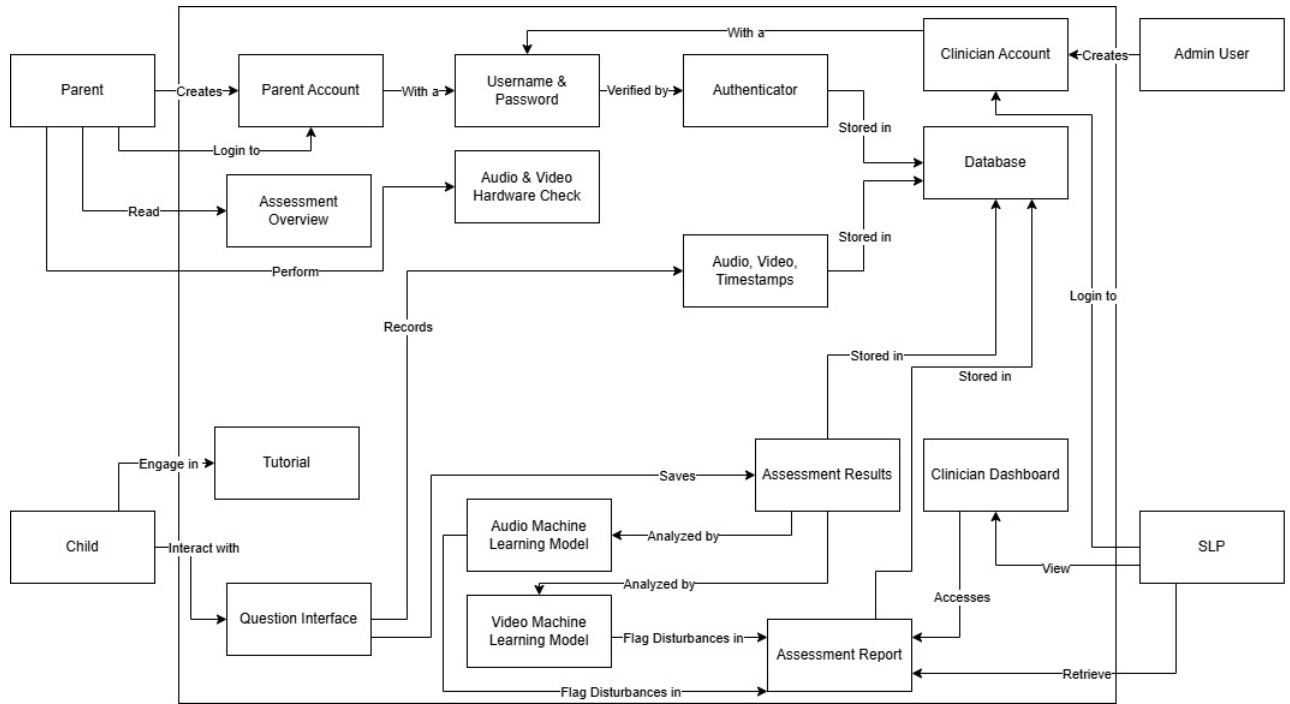 With a
Clinician Account
Creates
Admin User
Parent
Creates
Parent Account
With a
Username &
Password
Verified by
Authenticator
Stored in
Login to
Database
Audio & Video
Hardware Check
Assessment
Overview
Read
Stored in
Perform
Audio, Video,
Timestamps
Login to
Records
Stored in
Stored in
Engage in
Tutorial
Saves
Assessment Results
Clinician Dashboard
Audio Machine
Learning Model
Analyzed by
Child
Interact with
SLP
View
Analyzed by
Accesses
Question Interface
Video Machine
Learning Model
Flag Disturbances in
Assessment Report
Retrieve
Flag Disturbances in